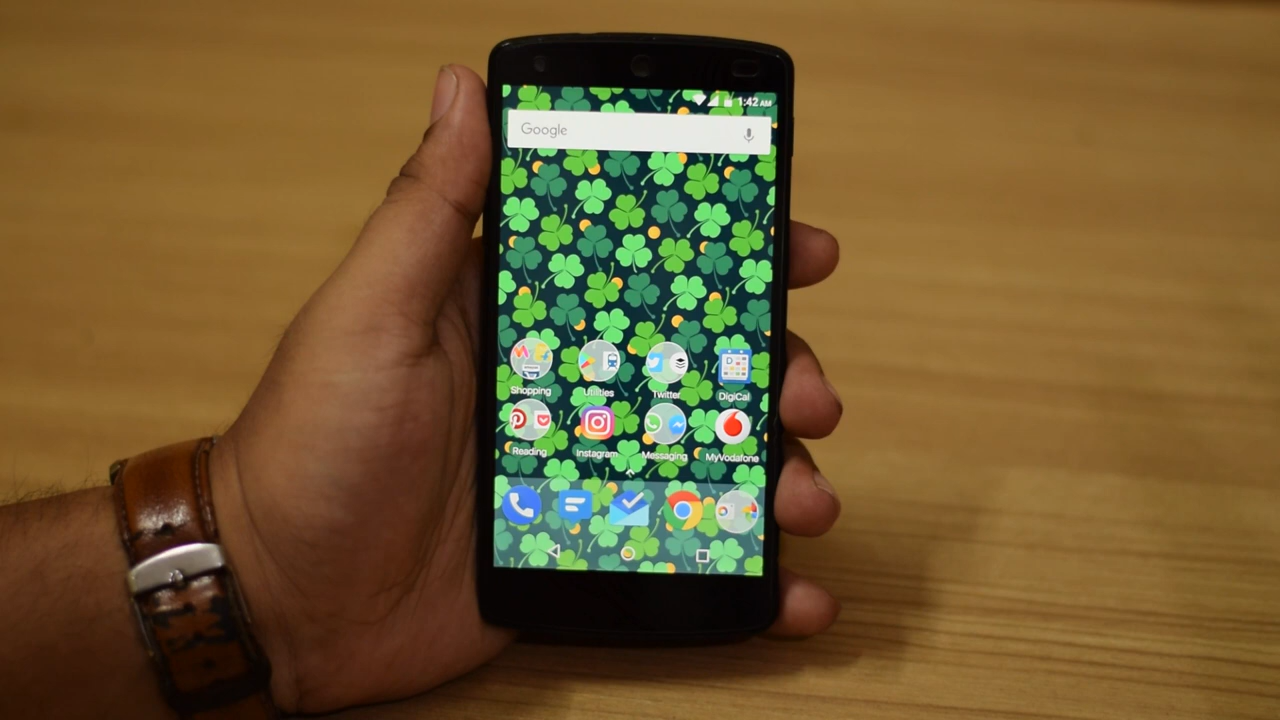 1:42 AM
Google
Shopping Utilities Twitter DigiCal
Reading Instagram Messaging MyVodafone